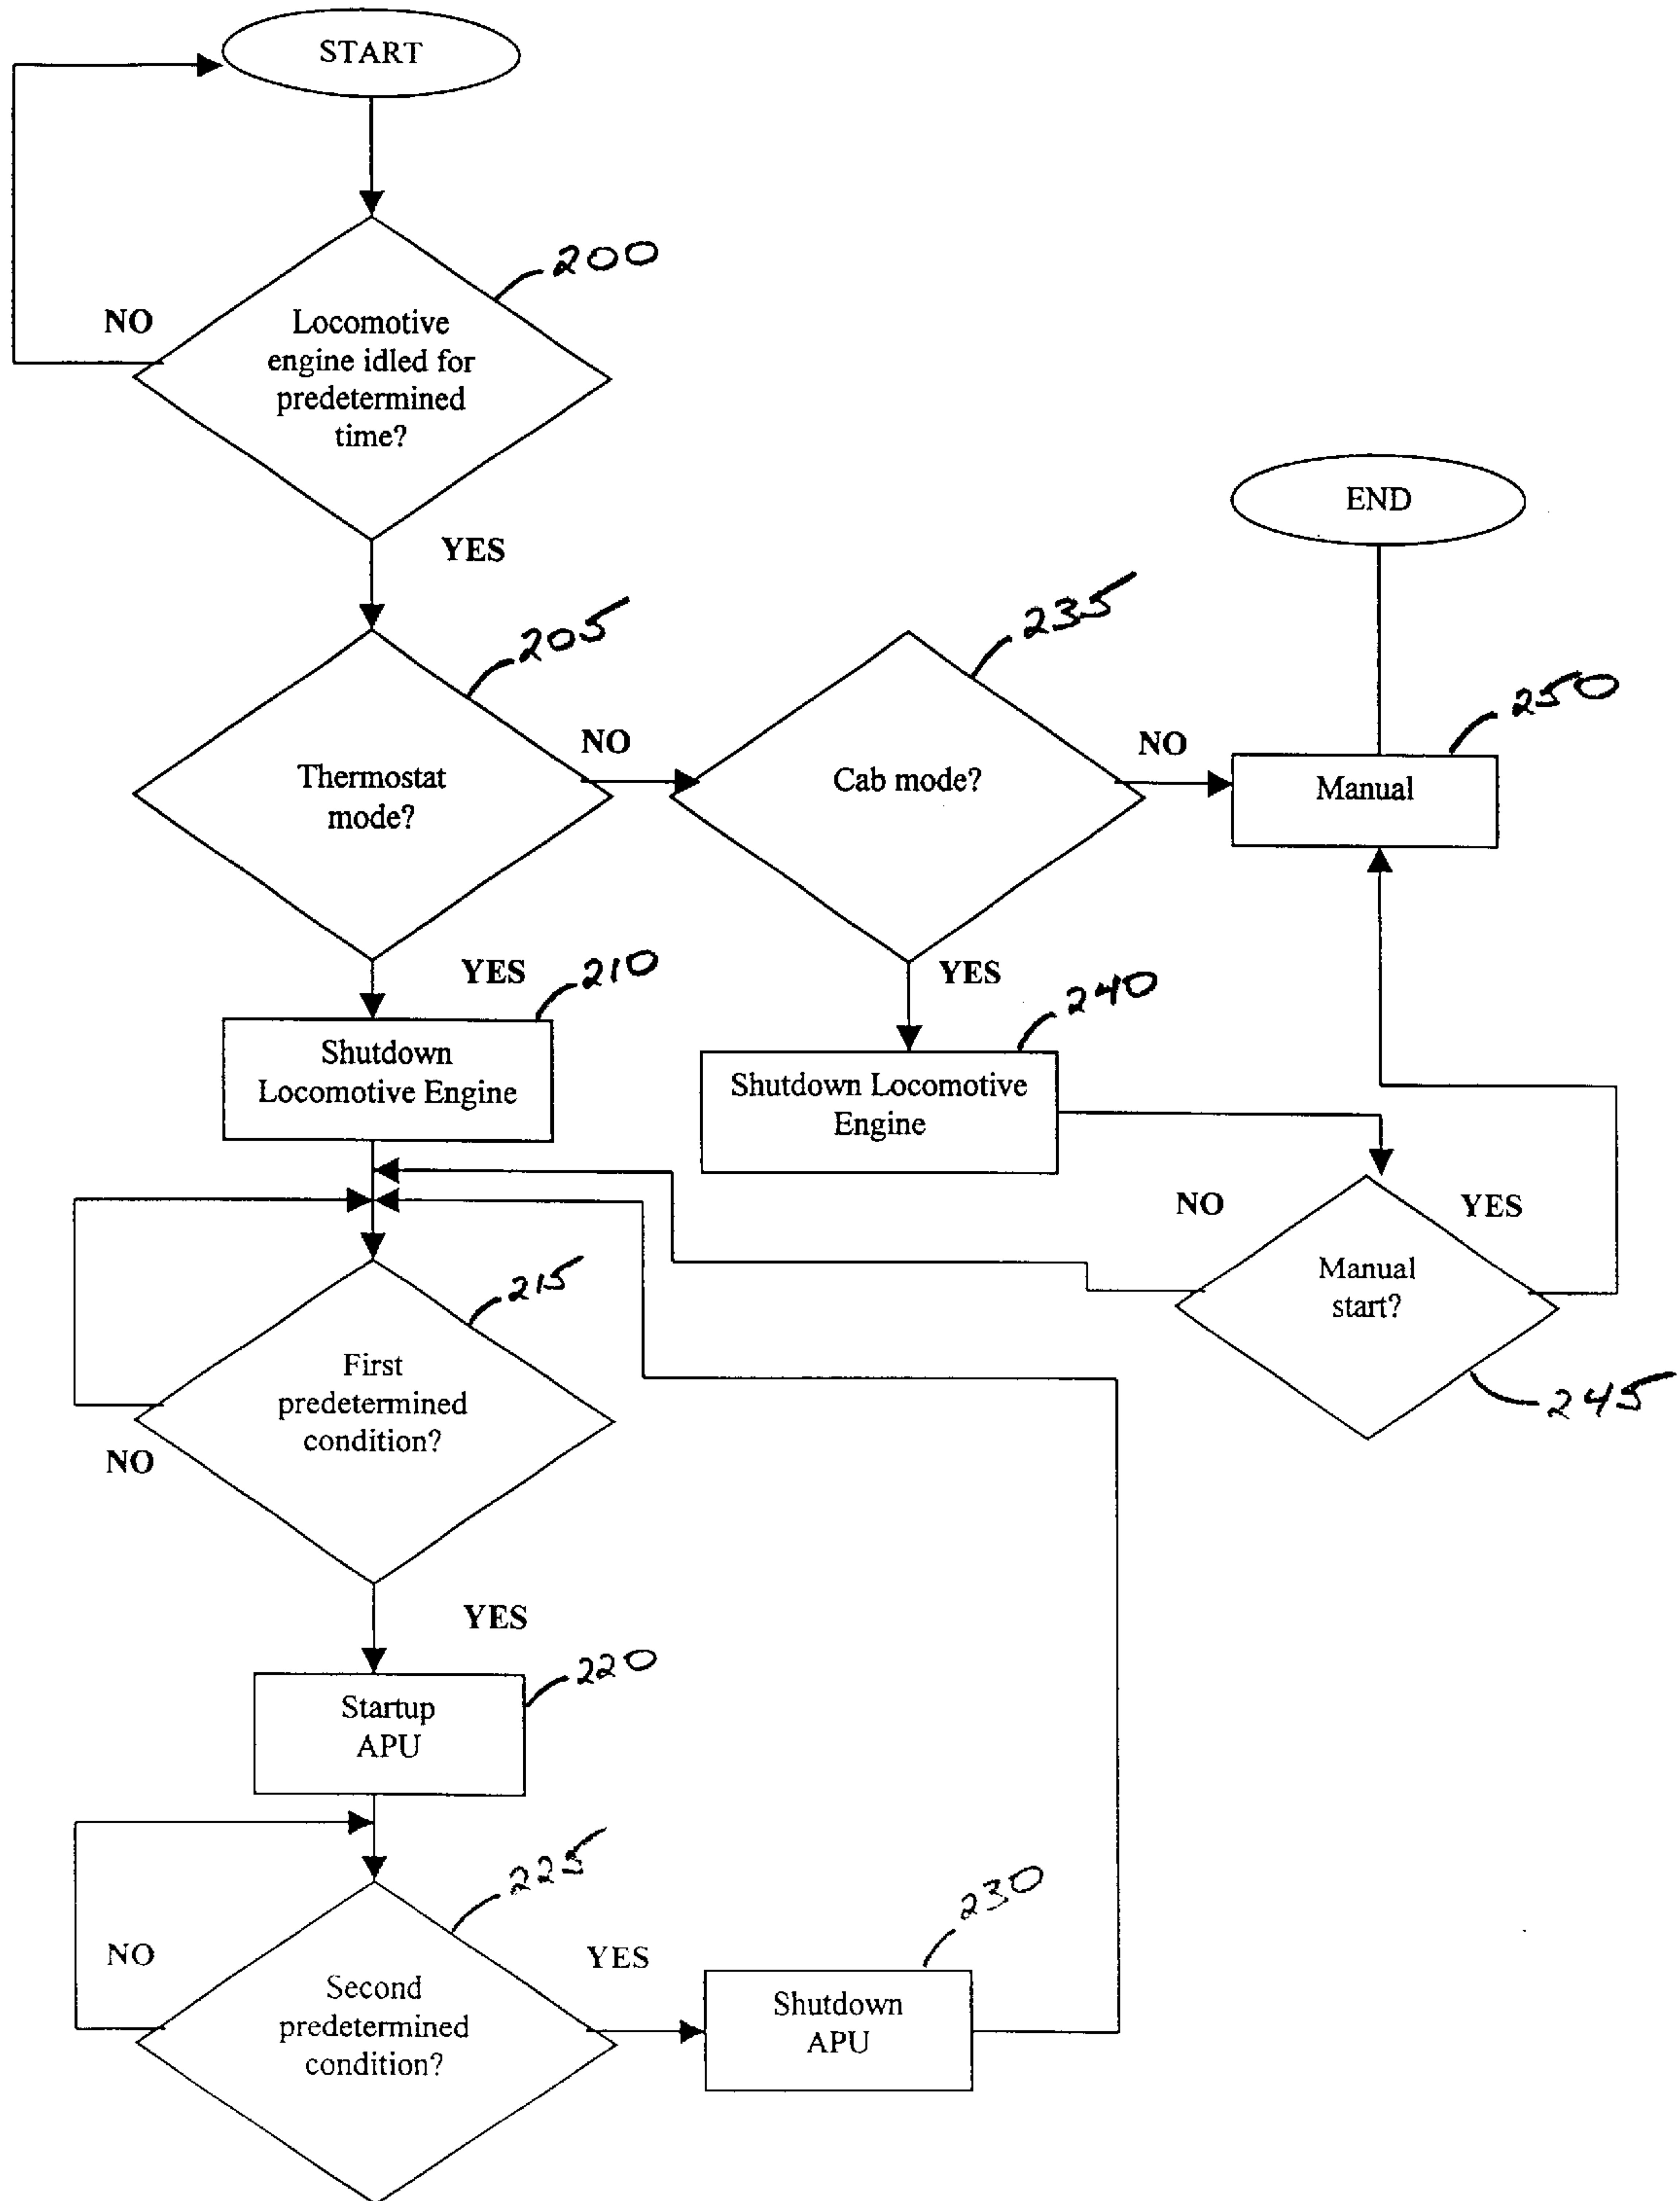 START
200
NO
Locomotive
engine idled for
predetermined
time?
YES
END
205
235
250
Thermostat
mode?
NO
Cab mode?
NO
Manual
YES
210
Shutdown
Locomotive Engine
YES
240
Shutdown Locomotive
Engine
NO
YES
Manual
start?
245
215
First
predetermined
condition?
NO
YES
220
Startup
APU
225
NO
Second
predetermined
condition?
YES
230
Shutdown
APU